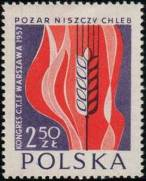 POŻAR NISZCZY CHLEB
KONGRES C.T.I.F. WARSZAWA 1957
2.50
ZŁ
POLSKA